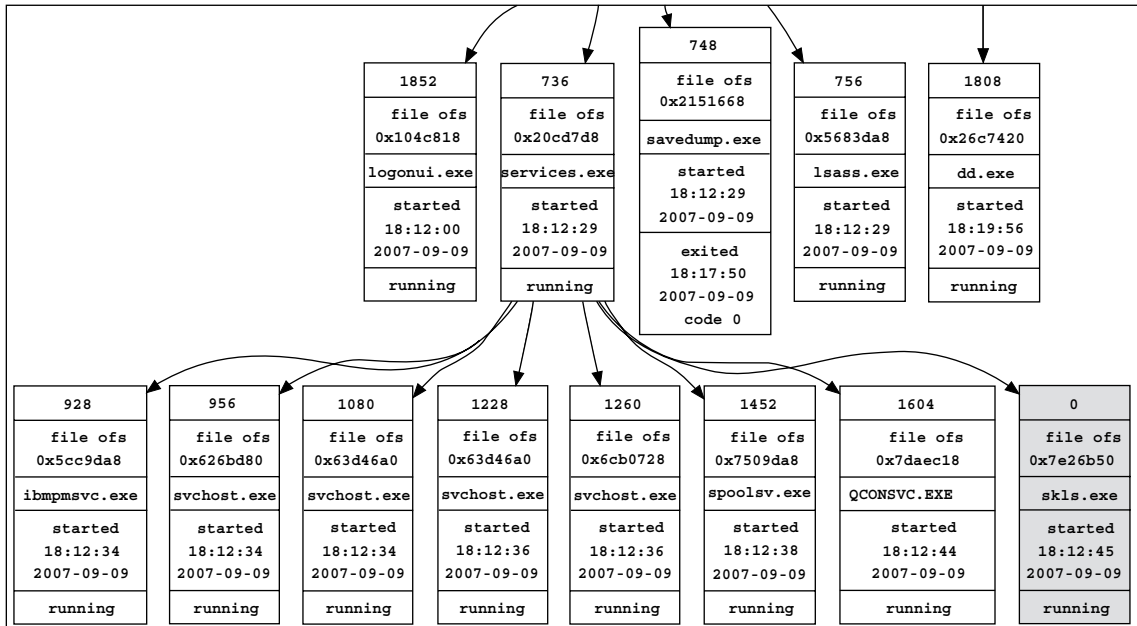 1852
file ofs
0x104c818
logonui.exe
started
18:12:00
2007-09-09
running
736
file ofs
0x20cd7d8
services.exe
started
18:12:29
2007-09-09
running
748
file ofs
0x2151668
savedump.exe
started
18:12:29
2007-09-09
exited
18:17:50
2007-09-09
code 0
756
file ofs
0x5683da8
lsass.exe
started
18:12:29
2007-09-09
running
1808
file ofs
0x26c7420
dd.exe
started
18:19:56
2007-09-09
running
928
file ofs
0x5cc9da8
ibmpmsvc.exe
started
18:12:34
2007-09-09
running
956
file ofs
0x626bd80
svchost.exe
started
18:12:34
2007-09-09
running
1080
file ofs
0x63d46a0
svchost.exe
started
18:12:34
2007-09-09
running
1228
file ofs
0x63d46a0
svchost.exe
started
18:12:36
2007-09-09
running
1260
file ofs
0x6cb0728
svchost.exe
started
18:12:36
2007-09-09
running
1452
file ofs
0x7509da8
spoolsv.exe
started
18:12:38
2007-09-09
running
1604
file ofs
0x7daec18
QCONSVC.EXE
started
18:12:44
2007-09-09
running
0
file ofs
0x7e26b50
skls.exe
started
18:12:45
2007-09-09
running